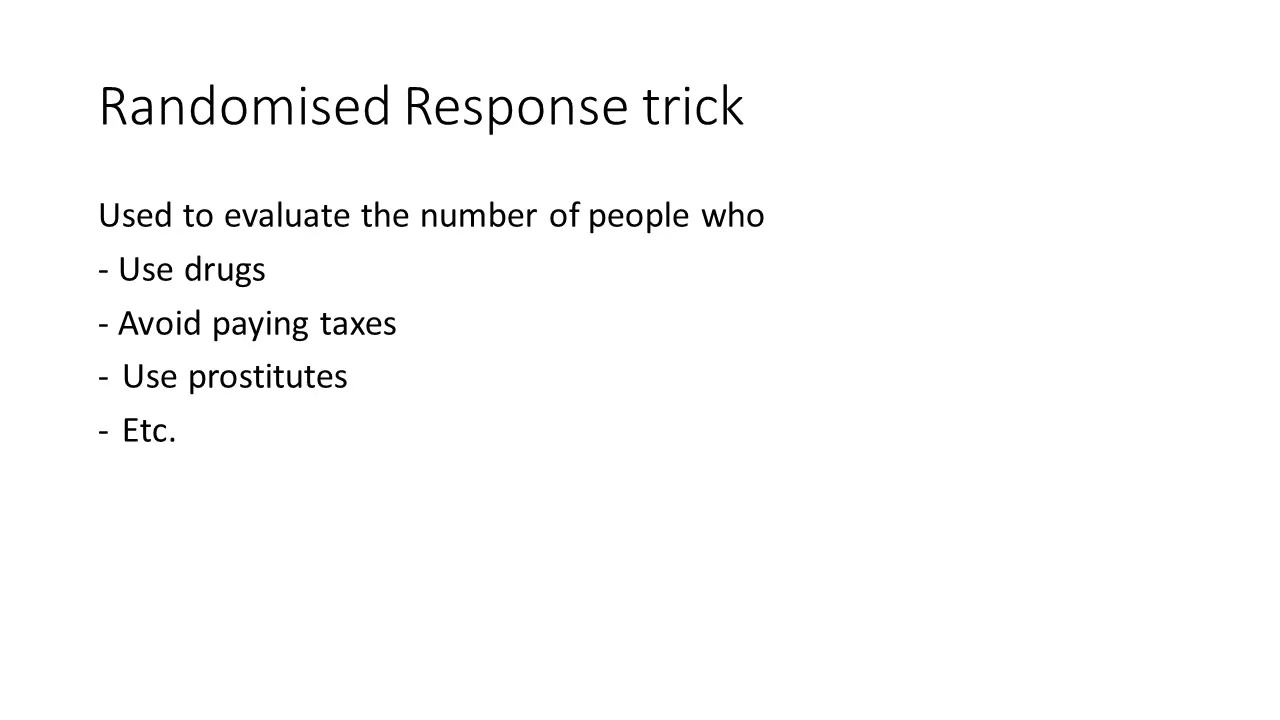 Randomised Response trick
Used to evaluate the number of people who
- Use drugs
- Avoid paying taxes
- Use prostitutes
- Etc.